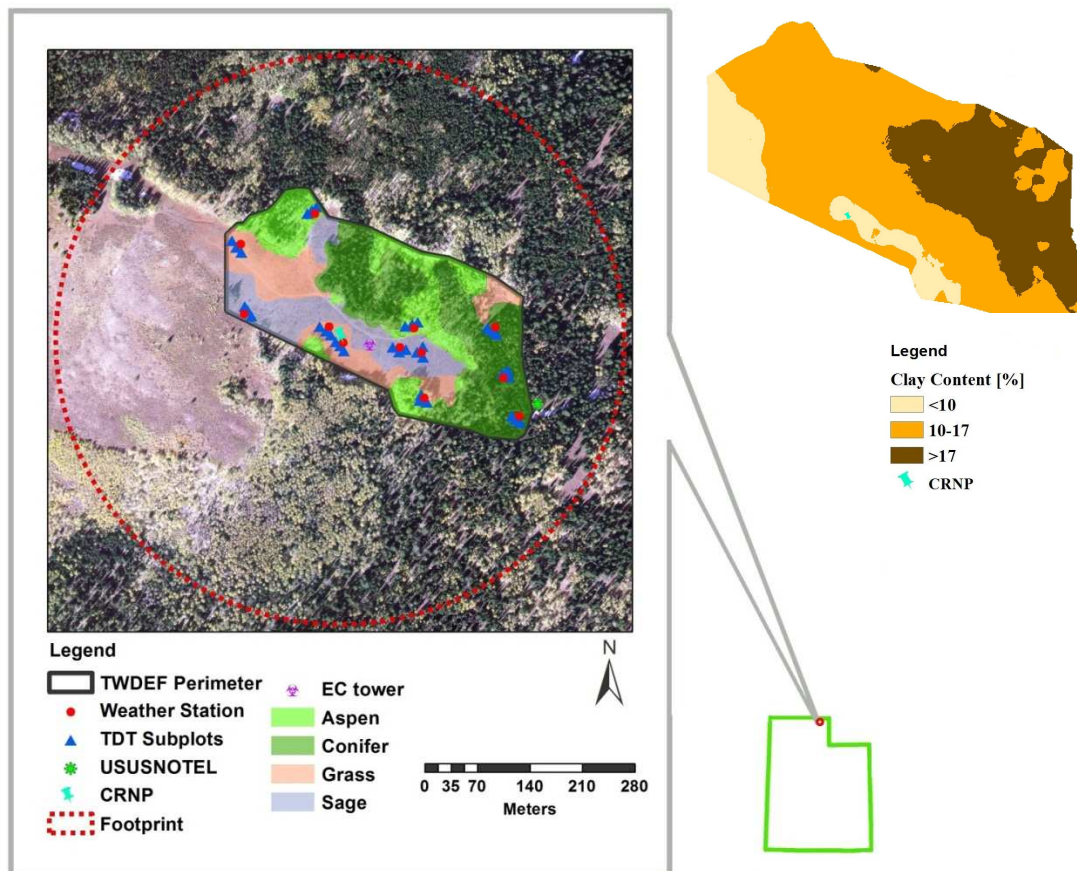 Legend
TWDEF Perimeter
Weather Station
TDT Subplots
USUSNOTEL
CRNP
Footprint
EC tower
Aspen
Conifer
Grass
Sage
N
0 35 70 140 210 280
Meters
Legend
Clay Content [%]
<10
10-17
>17
CRNP